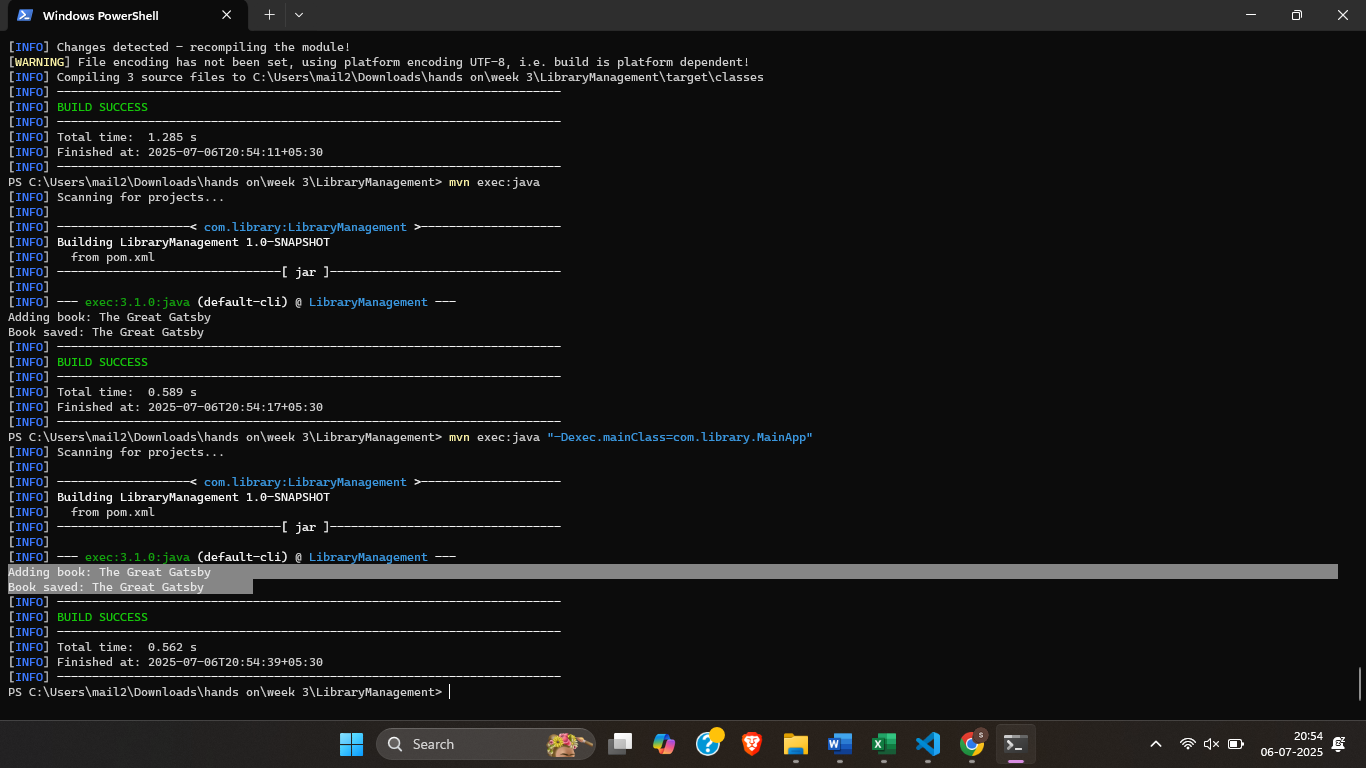 Windows PowerShell
[INFO] Changes detected - recompiling the module!
[WARNING] File encoding has not been set, using platform encoding UTF-8, i.e. build is platform dependent!
[INFO] Compiling 3 source files to C:\Users\mail2\Downloads\hands on\week 3\LibraryManagement\target\classes
[INFO] ------------------------------------------------------------------------
[INFO] BUILD SUCCESS
[INFO] ------------------------------------------------------------------------
[INFO] Total time:  1.285 s
[INFO] Finished at: 2025-07-06T20:54:11+05:30
[INFO] ------------------------------------------------------------------------
PS C:\Users\mail2\Downloads\hands on\week 3\LibraryManagement> mvn exec:java
[INFO] Scanning for projects...
[INFO]
[INFO] -------------------< com.library:LibraryManagement >--------------------
[INFO] Building LibraryManagement 1.0-SNAPSHOT
[INFO]   from pom.xml
[INFO] --------------------------------[ jar ]---------------------------------
[INFO]
[INFO] --- exec:3.1.0:java (default-cli) @ LibraryManagement ---
Adding book: The Great Gatsby
Book saved: The Great Gatsby
[INFO] ------------------------------------------------------------------------
[INFO] BUILD SUCCESS
[INFO] ------------------------------------------------------------------------
[INFO] Total time:  0.589 s
[INFO] Finished at: 2025-07-06T20:54:17+05:30
[INFO] ------------------------------------------------------------------------
PS C:\Users\mail2\Downloads\hands on\week 3\LibraryManagement> mvn exec:java "-Dexec.mainClass=com.library.MainApp"
[INFO] Scanning for projects...
[INFO]
[INFO] -------------------< com.library:LibraryManagement >--------------------
[INFO] Building LibraryManagement 1.0-SNAPSHOT
[INFO]   from pom.xml
[INFO] --------------------------------[ jar ]---------------------------------
[INFO]
[INFO] --- exec:3.1.0:java (default-cli) @ LibraryManagement ---
Adding book: The Great Gatsby
Book saved: The Great Gatsby
[INFO] ------------------------------------------------------------------------
[INFO] BUILD SUCCESS
[INFO] ------------------------------------------------------------------------
[INFO] Total time:  0.562 s
[INFO] Finished at: 2025-07-06T20:54:39+05:30
[INFO] ------------------------------------------------------------------------
PS C:\Users\mail2\Downloads\hands on\week 3\LibraryManagement>
Search
20:54
06-07-2025